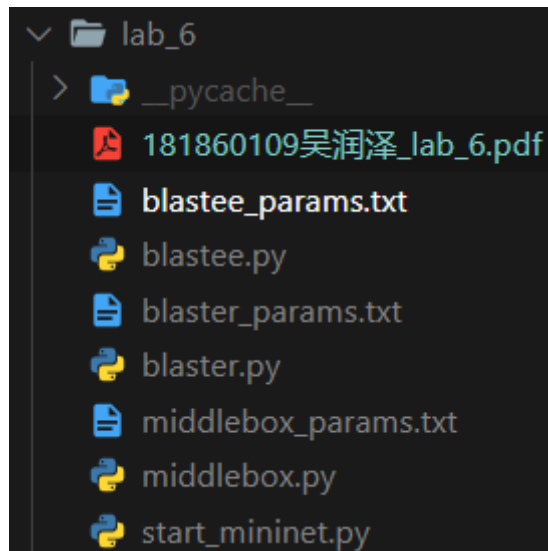 lab_6
__pycache__
181860109吴润泽_lab_6.pdf
blastee_params.txt
blastee.py
blaster_params.txt
blaster.py
middlebox_params.txt
middlebox.py
start_mininet.py